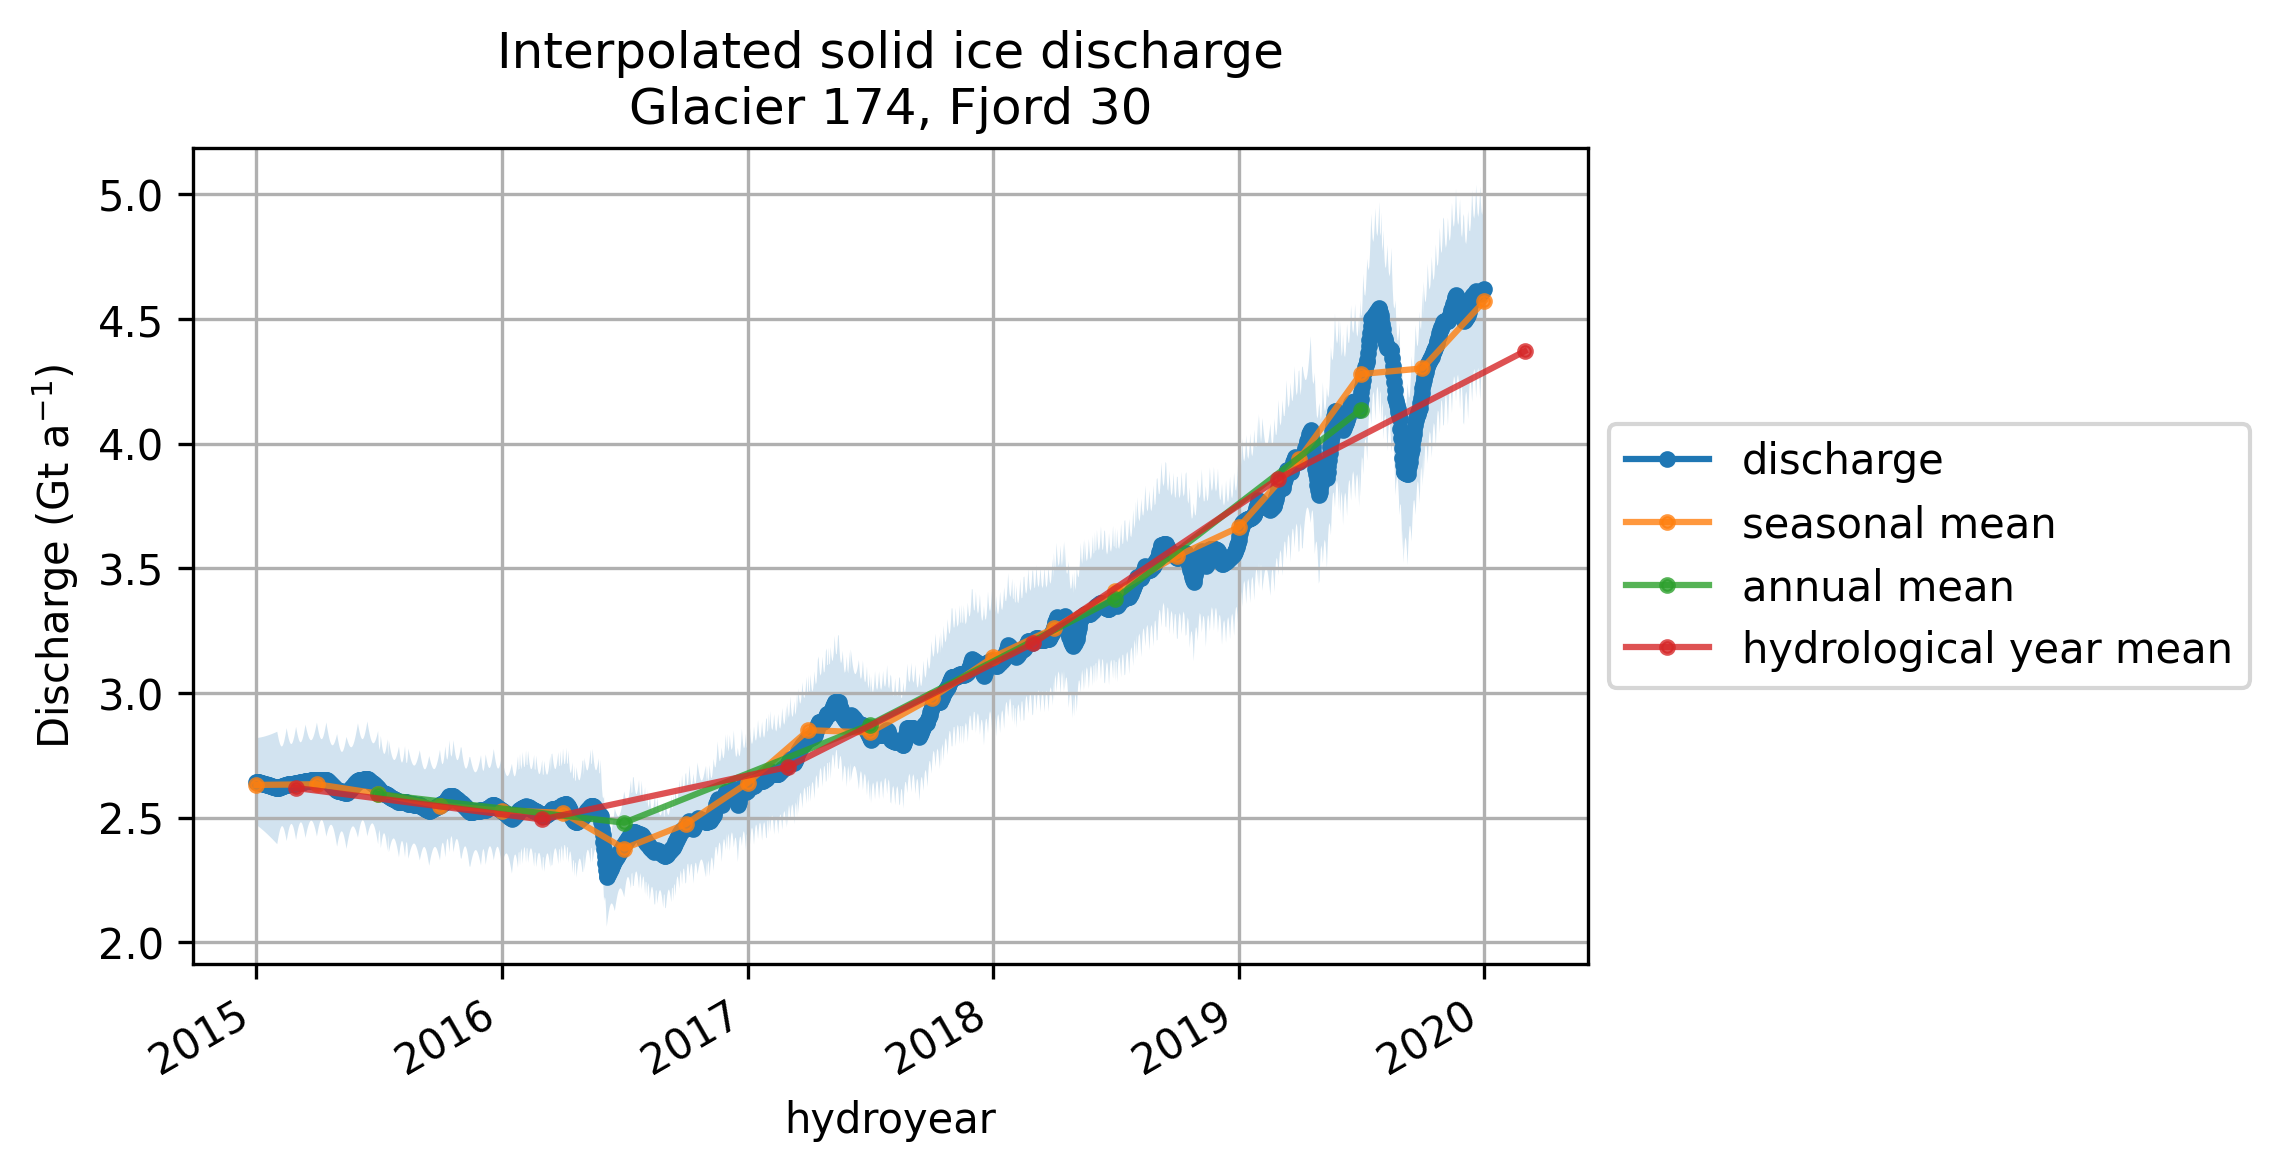 Interpolated solid ice discharge
Glacier 174, Fjord 30
Discharge (Gt a⁻¹)
5.0
4.5
4.0
3.5
3.0
2.5
2.0
2015
2016
2017
2018
2019
2020
hydroyear
discharge
seasonal mean
annual mean
hydrological year mean